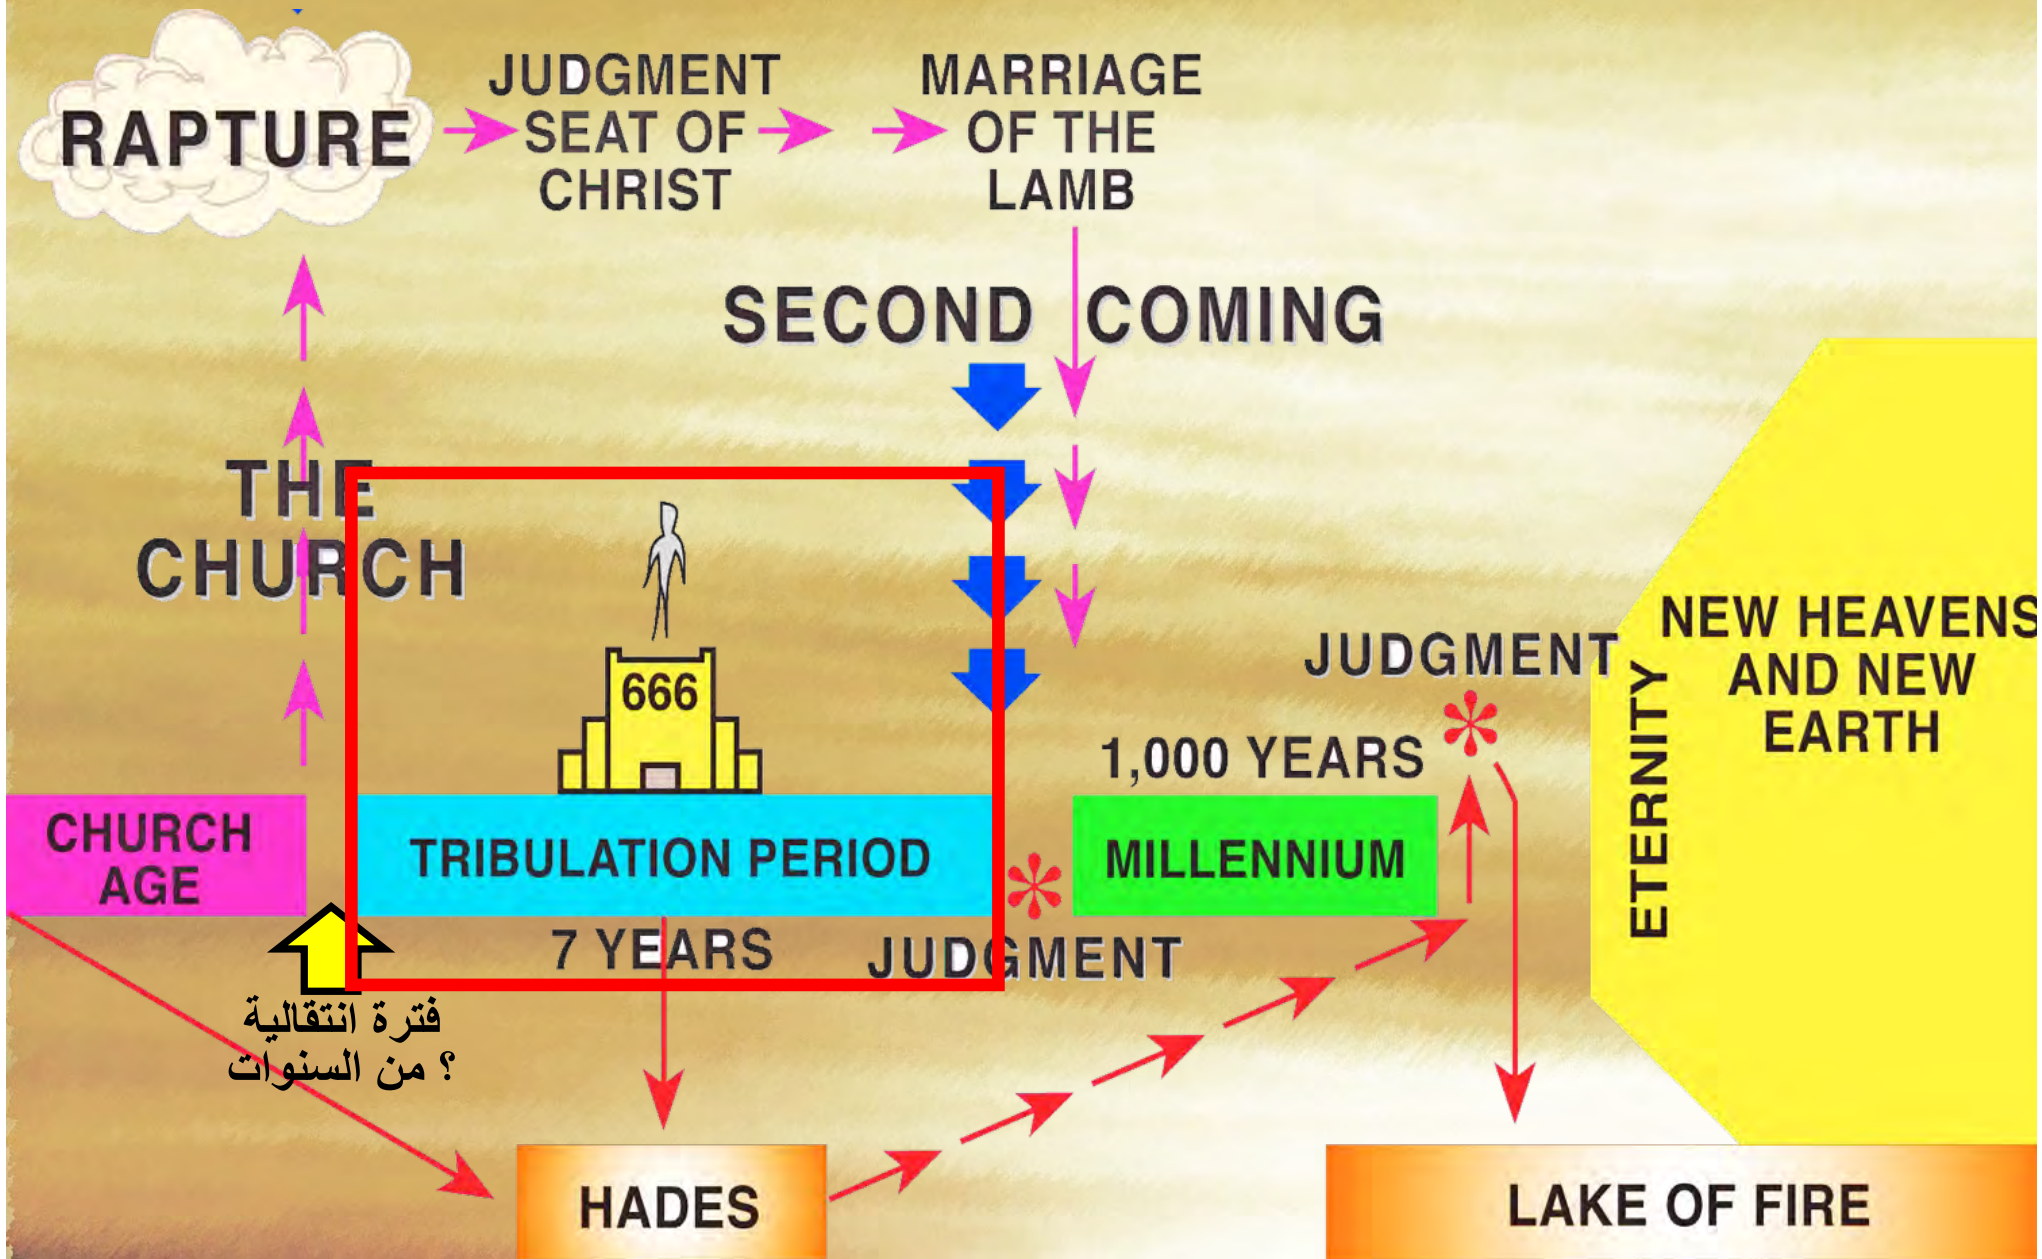 RAPTURE
JUDGMENT
SEAT OF
CHRIST
MARRIAGE
OF THE
LAMB
SECOND COMING
THE
CHURCH
666
JUDGMENT
1,000 YEARS
CHURCH
AGE
TRIBULATION PERIOD
MILLENNIUM
7 YEARS
JUDGMENT
فترة انتقالية
؟ من السنوات
ETERNITY
NEW HEAVENS
AND NEW
EARTH
HADES
LAKE OF FIRE